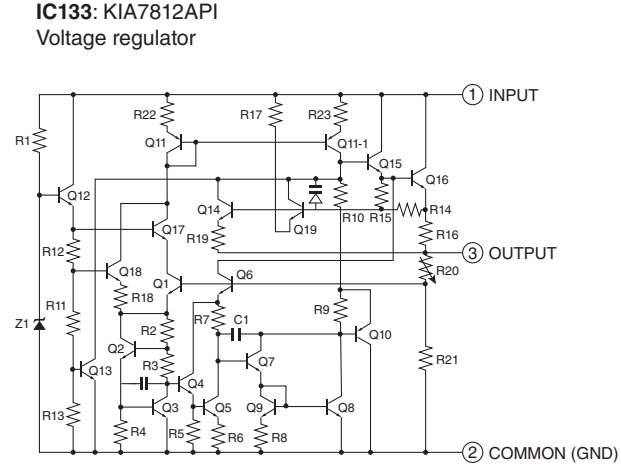 IC133: KIA7812API
Voltage regulator
1 INPUT
R22 R17 R23
R1 Q11 Q11-1 Q15
Q12 Q16
Q14 Q19 R10 R15 R14
R12 Q17 R19 R16
3 OUTPUT
Q18 Q1 Q6 R20
R18
R11 R2 R7 C1 R9
Z1 Q2 Q10
R3 Q7 R21
Q13 Q4
R13 Q3 Q5 Q9 Q8
R4 R5 R6 R8
2 COMMON (GND)